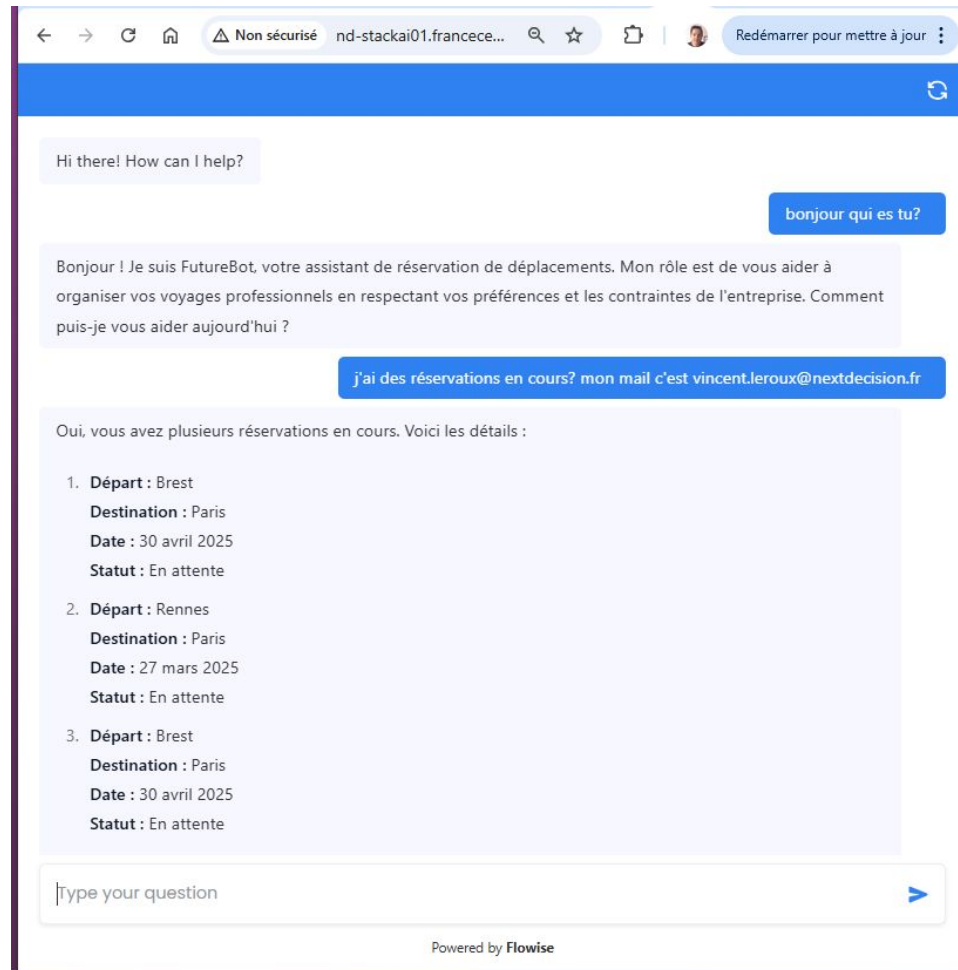 Non sécurisé nd-stackai01.francece... Redémarrer pour mettre à jour
Hi there! How can I help?
bonjour qui es tu?
Bonjour ! Je suis FutureBot, votre assistant de réservation de déplacements. Mon rôle est de vous aider à
organiser vos voyages professionnels en respectant vos préférences et les contraintes de l'entreprise. Comment
puis-je vous aider aujourd'hui ?
j'ai des réservations en cours? mon mail c'est vincent.leroux@nextdecision.fr
Oui, vous avez plusieurs réservations en cours. Voici les détails :
1. Départ : Brest
Destination : Paris
Date : 30 avril 2025
Statut : En attente
2. Départ : Rennes
Destination : Paris
Date : 27 mars 2025
Statut : En attente
3. Départ : Brest
Destination : Paris
Date : 30 avril 2025
Statut : En attente
Type your question
Powered by Flowise